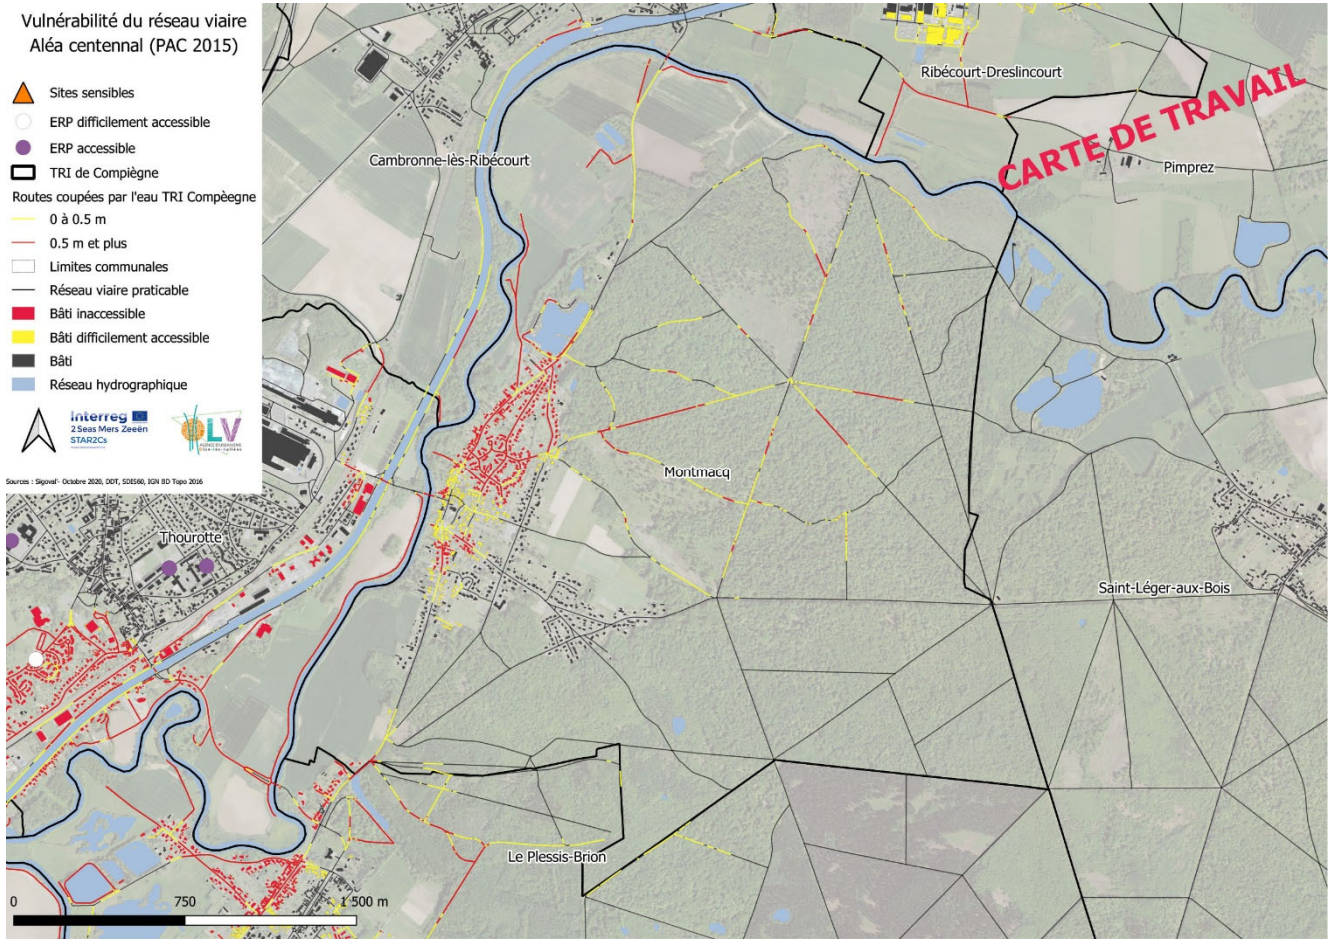 Vulnérabilité du réseau viaire
Aléa centennal (PAC 2015)
Sites sensibles
ERP difficilement accessible
ERP accessible
TRI de Compiègne
Routes coupées par l'eau TRI Compèegne
0 à 0.5 m
0.5 m et plus
Limites communales
Réseau viaire praticable
Bâti inaccessible
Bâti difficilement accessible
Bâti
Réseau hydrographique
Interreg
2 Seas Mers Zeeën
STAR2Cs
OLV
Sources : Sigoval- Octobre 2020, DDT, SDIS60, IGN BD Topo 2016
Ribécourt-Dreslincourt
CARTE DE TRAVAIL
Cambronne-lès-Ribécourt
Pimprez
Montmacq
Thourotte
Saint-Léger-aux-Bois
Le Plessis-Brion
0 750 1 500 m